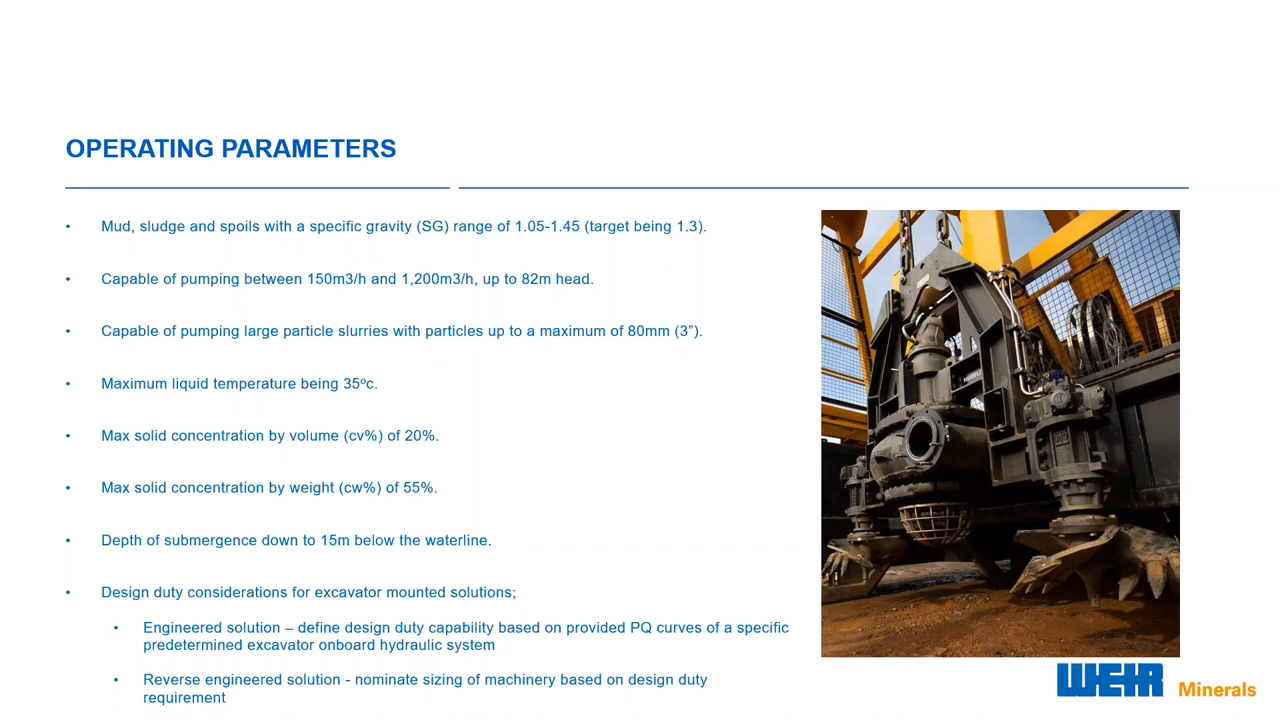 OPERATING PARAMETERS
• Mud, sludge and spoils with a specific gravity (SG) range of 1.05-1.45 (target being 1.3).
• Capable of pumping between 150m3/h and 1,200m3/h, up to 82m head.
• Capable of pumping large particle slurries with particles up to a maximum of 80mm (3”).
• Maximum liquid temperature being 35ºc.
• Max solid concentration by volume (cv%) of 20%.
• Max solid concentration by weight (cw%) of 55%.
• Depth of submergence down to 15m below the waterline.
• Design duty considerations for excavator mounted solutions;
• Engineered solution – define design duty capability based on provided PQ curves of a specific
predetermined excavator onboard hydraulic system
• Reverse engineered solution - nominate sizing of machinery based on design duty
requirement
WEIR Minerals